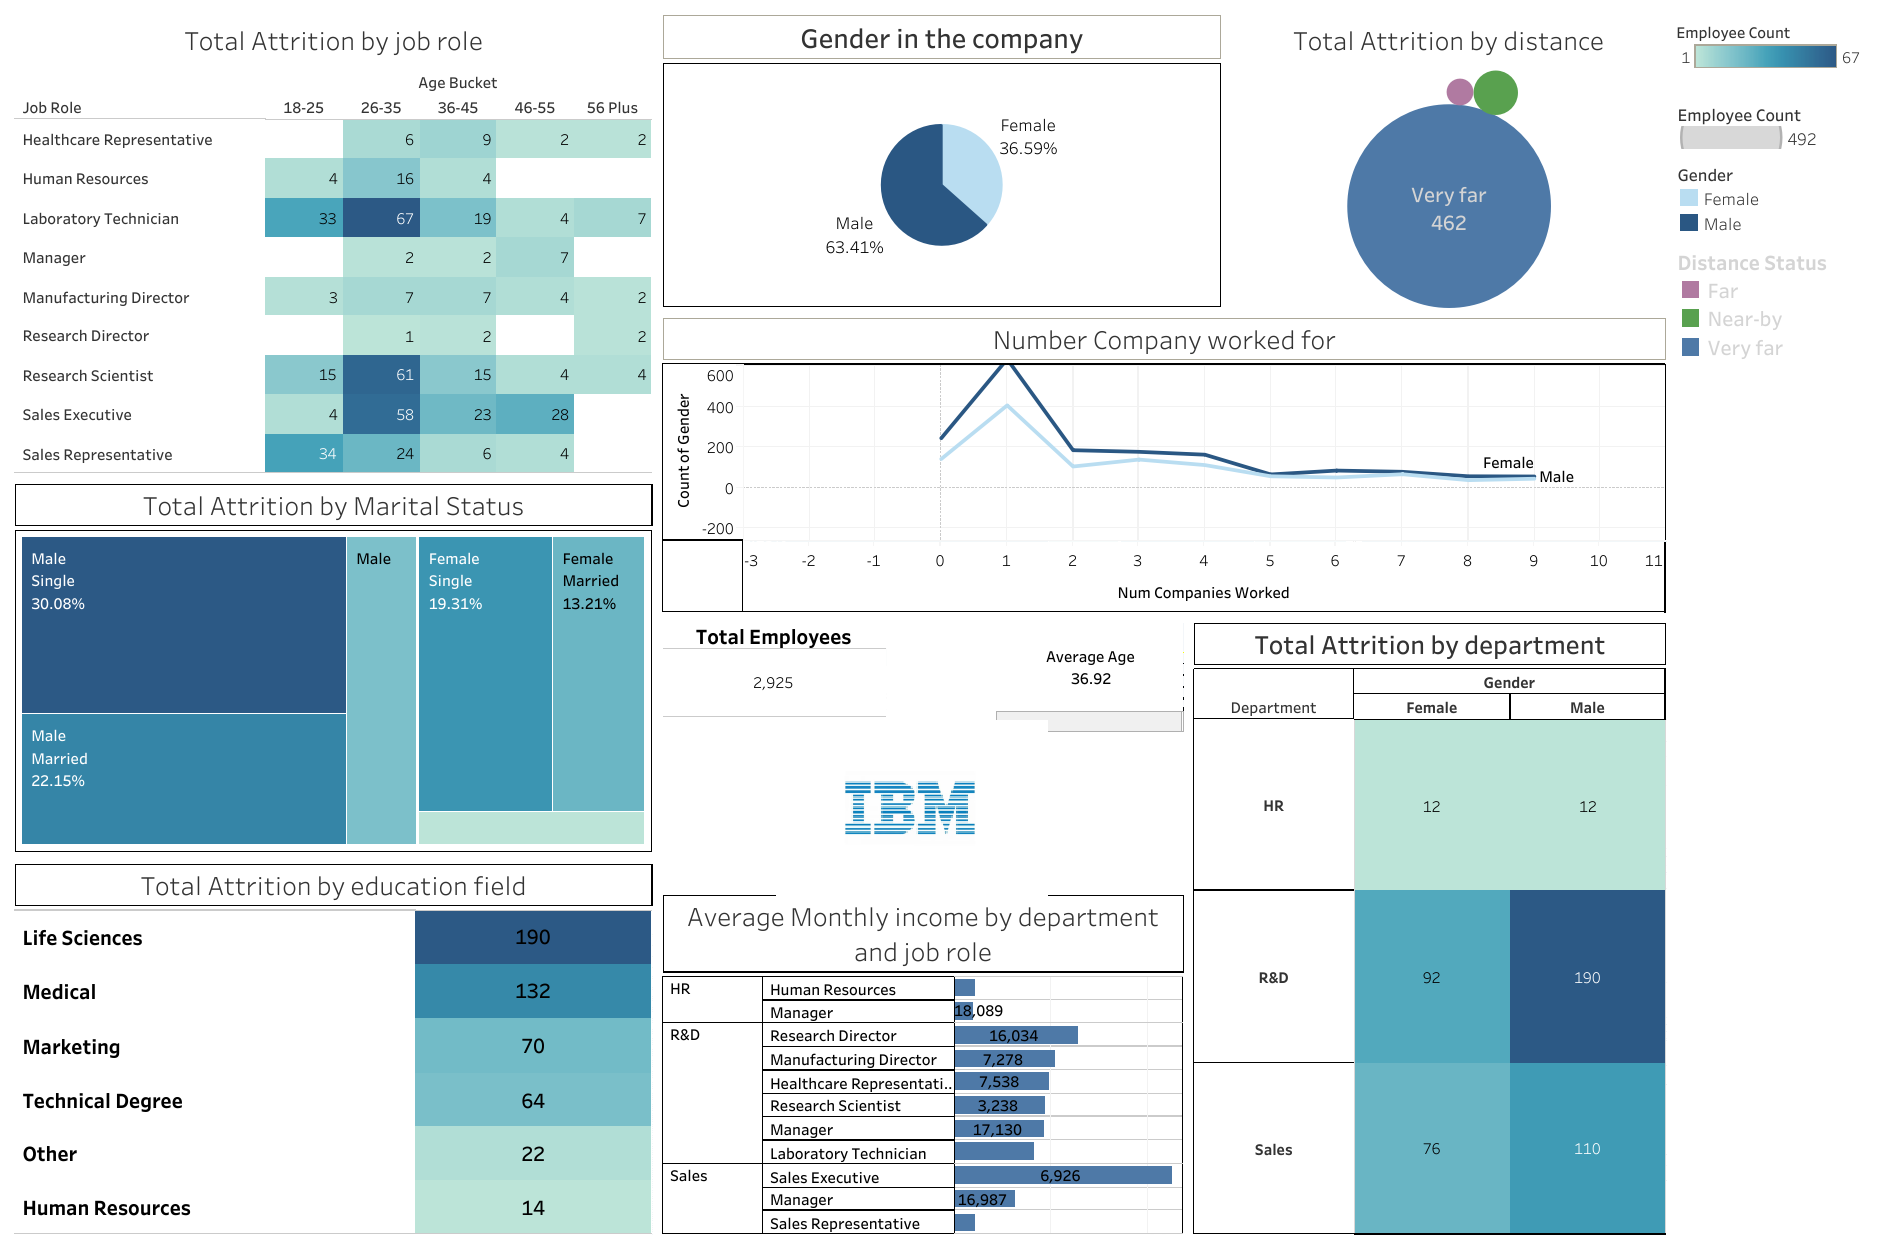 Total Attrition by job role
Age Bucket
Job Role 18-25 26-35 36-45 46-55 56 Plus
Healthcare Representative 6 9 2 2
Human Resources 4 16 4
Laboratory Technician 33 67 19 4 7
Manager 2 2 7
Manufacturing Director 3 7 7 4 2
Research Director 1 2 2
Research Scientist 15 61 15 4 4
Sales Executive 4 58 23 28
Sales Representative 34 24 6 4
Gender in the company
Female
36.59%
Male
63.41%
Total Attrition by distance
Very far
462
Employee Count
1 67
Employee Count
492
Gender
Female
Male
Distance Status
Far
Near-by
Very far
Number Company worked for
Count of Gender
600
400
200
0
-200
Female
Male
-3 -2 -1 0 1 2 3 4 5 6 7 8 9 10 11
Num Companies Worked
Total Attrition by Marital Status
Male
Single
30.08%
Male
Married
22.15%
Male
Female
Single
19.31%
Female
Married
13.21%
Total Employees
2,925
Average Age
36.92
IBM
Total Attrition by department
Gender
Department Female Male
HR 12 12
R&D 92 190
Sales 76 110
Total Attrition by education field
Life Sciences 190
Medical 132
Marketing 70
Technical Degree 64
Other 22
Human Resources 14
Average Monthly income by department
and job role
HR Human Resources
Manager 18,089
R&D Research Director 16,034
Manufacturing Director 7,278
Healthcare Representati.. 7,538
Research Scientist 3,238
Manager 17,130
Laboratory Technician
Sales Sales Executive 6,926
Manager 16,987
Sales Representative